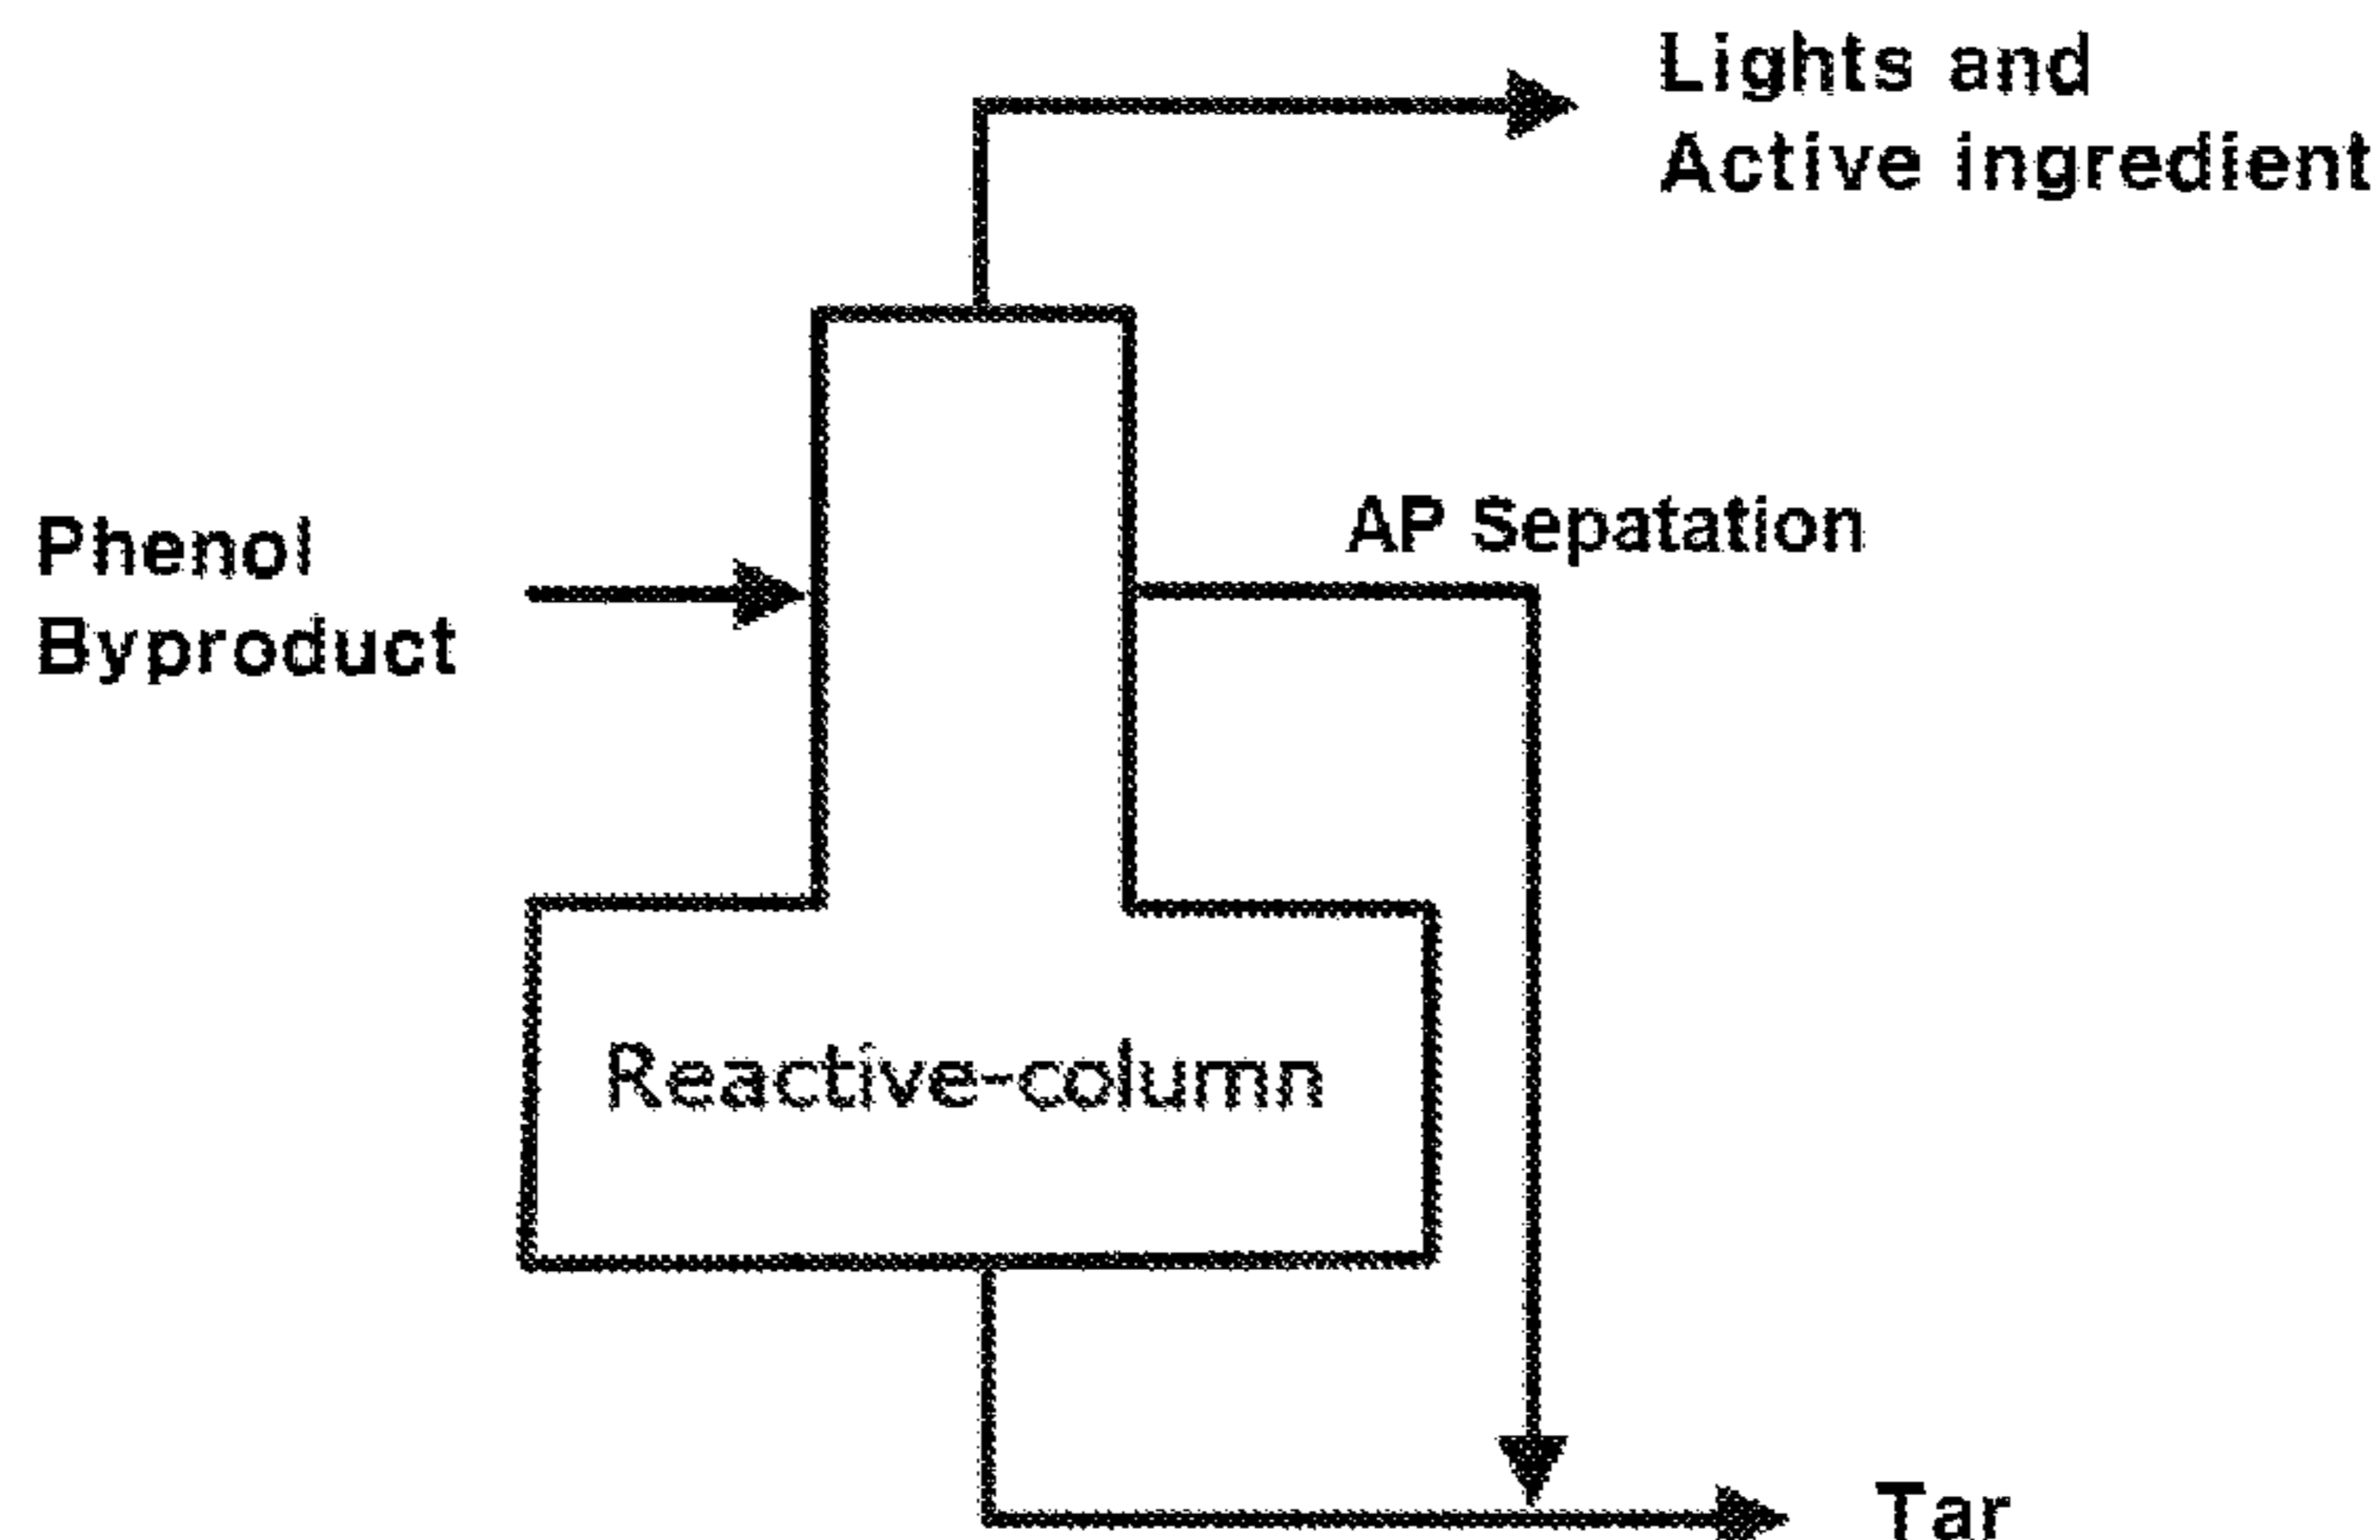 Lights and
Active ingredient
AP Sepatation
Phenol
Byproduct
Reactive-column
Tar